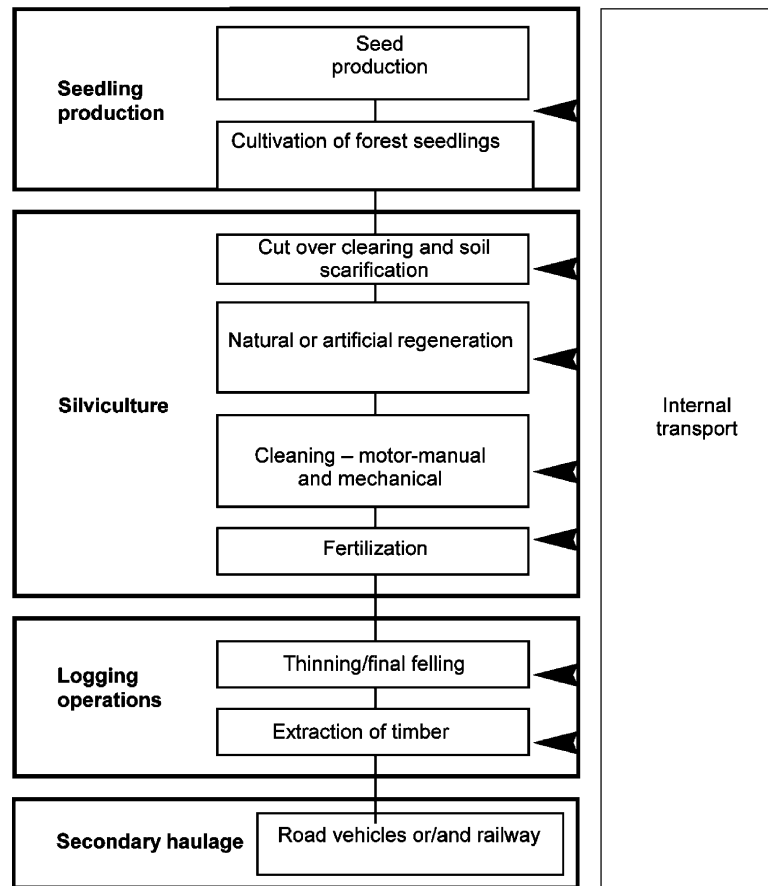 Seedling
production
Seed
production
Cultivation of forest seedlings
Silviculture
Cut over clearing and soil
scarification
Natural or artificial regeneration
Cleaning – motor-manual
and mechanical
Fertilization
Logging
operations
Thinning/final felling
Extraction of timber
Secondary haulage
Road vehicles or/and railway
Internal
transport